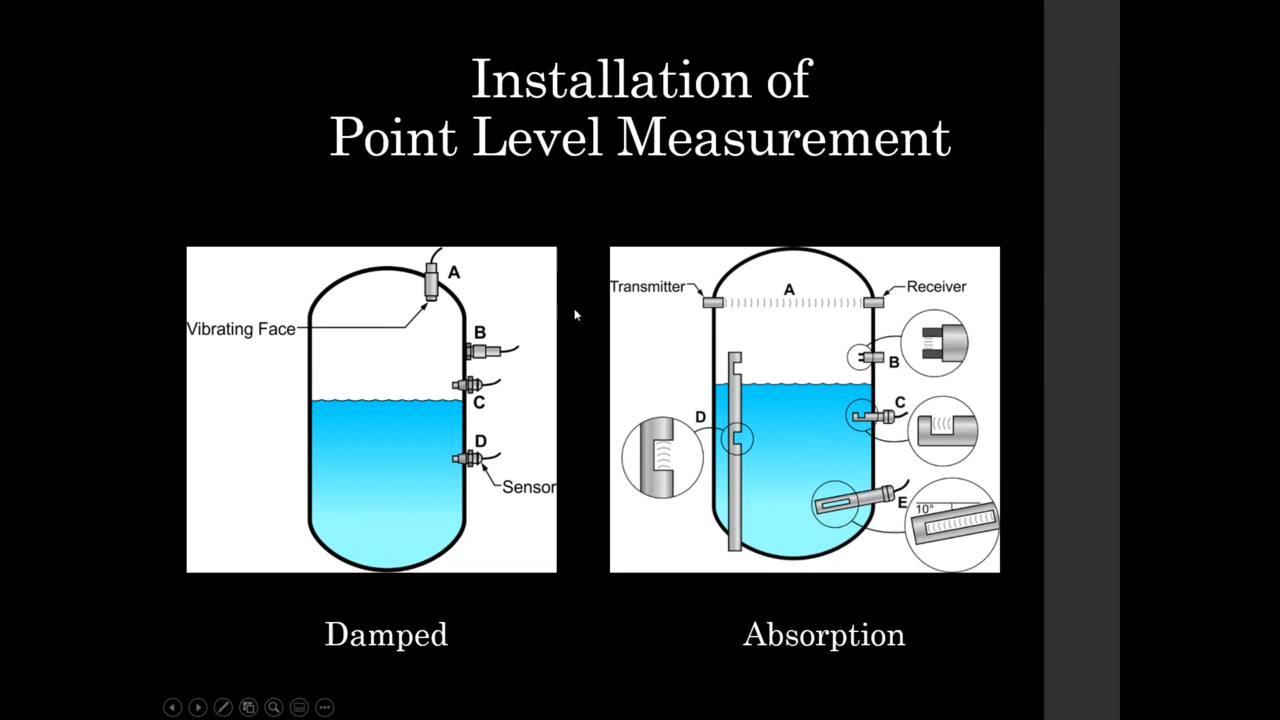 Installation of
Point Level Measurement
A
Vibrating Face
B
C
D
Sensor
Transmitter
A
Receiver
B
C
D
E
10°
Damped
Absorption